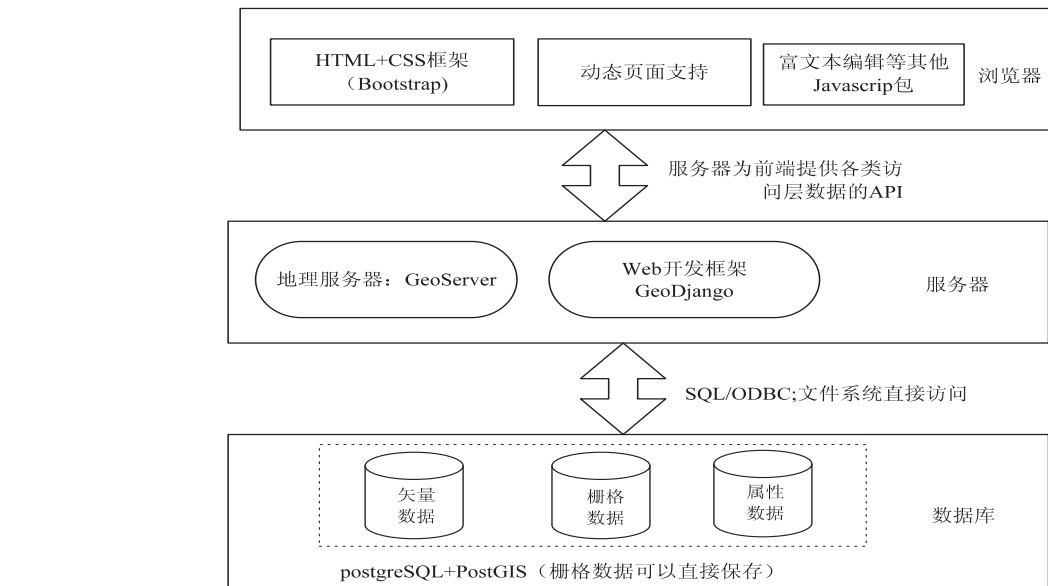 HTML+CSS框架
（Bootstrap)
动态页面支持
富文本编辑等其他
Javascrip包
浏览器
服务器为前端提供各类访
问层数据的API
地理服务器：GeoServer
Web开发框架
GeoDjango
服务器
SQL/ODBC;文件系统直接访问
矢量
数据
栅格
数据
属性
数据
数据库
postgreSQL+PostGIS（栅格数据可以直接保存）